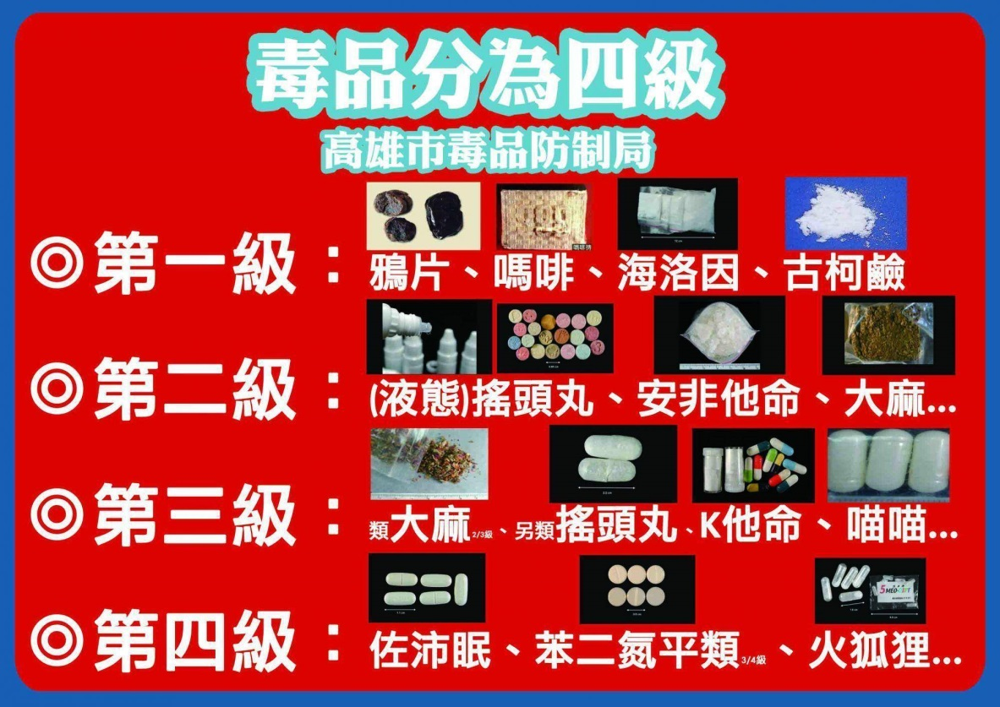 毒品分為四級
高雄市毒品防制局
◎第一級：鴉片、嗎啡、海洛因、古柯鹼
◎第二級：(液態)搖頭丸、安非他命、大麻...
◎第三級：類大麻2/3級、另類搖頭丸、K他命、喵喵...
5 MEO-DIPT
◎第四級：佐沛眠、苯二氮平類3/4級、火狐狸...